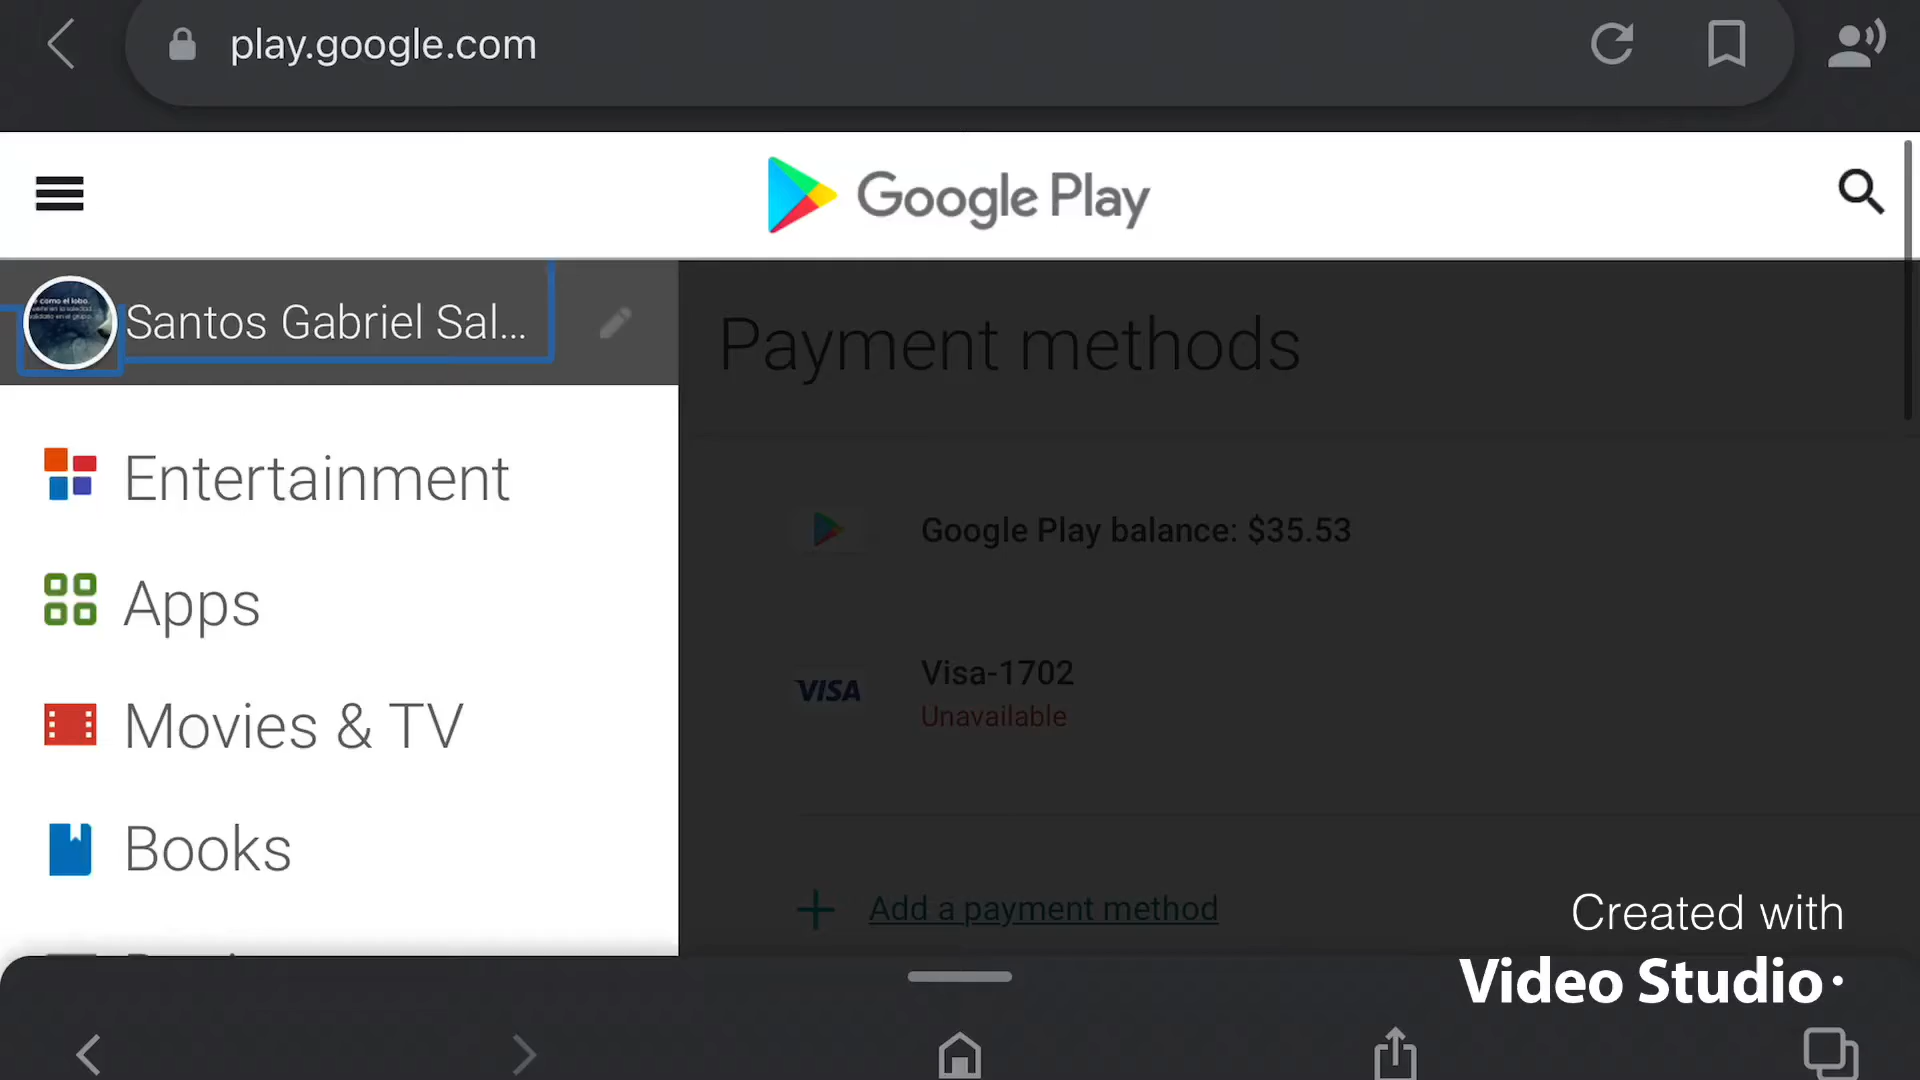 play.google.com
Google Play
Santos Gabriel Sal...
Payment methods
Entertainment
Google Play balance: $35.53
Apps
Visa-1702
VISA
Unavailable
Movies & TV
Books
Add a payment method
Created with
Video Studio·